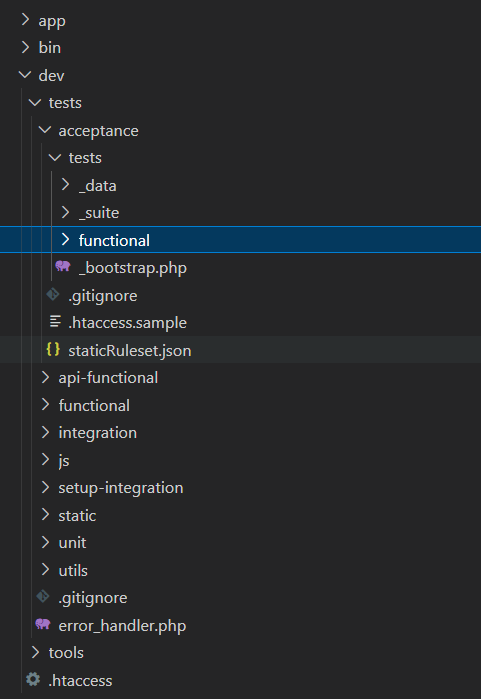 app
bin
dev
tests
acceptance
tests
_data
_suite
functional
_bootstrap.php
.gitignore
.htaccess.sample
{} staticRuleset.json
api-functional
functional
integration
js
setup-integration
static
unit
utils
.gitignore
error_handler.php
tools
.htaccess